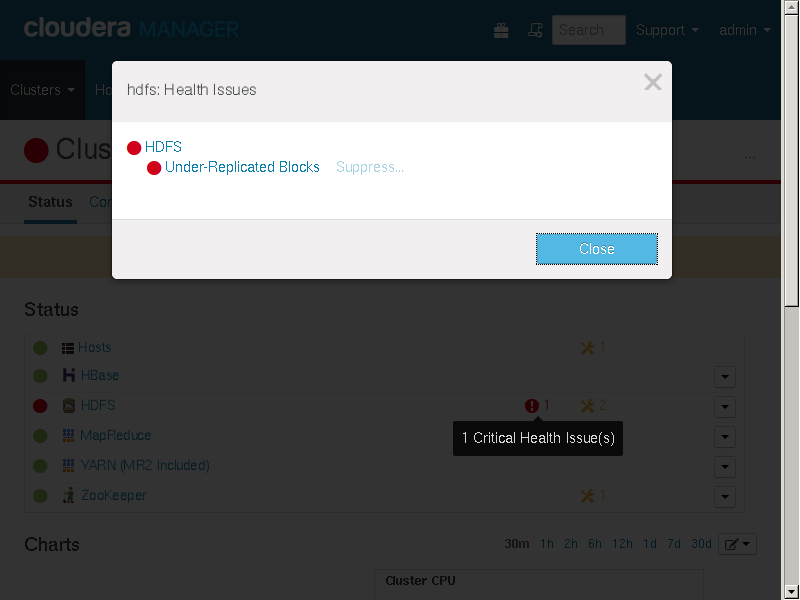 cloudera MANAGER
Search
Support
admin
Clusters
Ho
hdfs: Health Issues
HDFS
Under-Replicated Blocks Suppress...
Close
Clus
...
Status
Con
Status
Hosts 1
HBase
HDFS 1 2
MapReduce
1 Critical Health Issue(s)
YARN (MR2 Included)
ZooKeeper 1
Charts 30m 1h 2h 6h 12h 1d 7d 30d
Cluster CPU